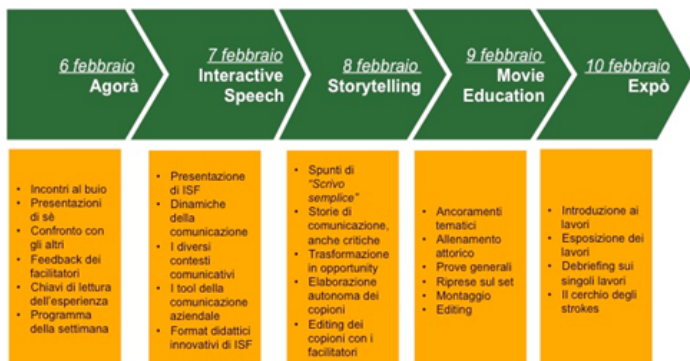 6 febbraio
Agorà
7 febbraio
Interactive
Speech
8 febbraio
Storytelling
9 febbraio
Movie
Education
10 febbraio
Expò
• Incontri al buio
• Presentazioni
di sè
• Confronto con
gli altri
• Feedback dei
facilitatori
• Chiavi di lettura
dell'esperienza
• Programma
della settimana
• Presentazione
di ISF
• Dinamiche
della
comunicazione
• I diversi
contesti
comunicativi
• I tool della
comunicazione
aziendale
• Format didattici
innovativi di ISF
• Spunti di
"Scrivo
semplice"
• Storie di
comunicazione,
anche critiche
• Trasformazione
in opportunity
• Elaborazione
autonoma dei
copioni
• Editing dei
copioni con i
facilitatori
• Ancoramenti
tematici
• Allenamento
attorico
• Prove generali
• Riprese sul set
• Montaggio
• Editing
• Introduzione ai
lavori
• Esposizione dei
lavori
• Debriefing sui
singoli lavori
• Il cerchio degli
strokes